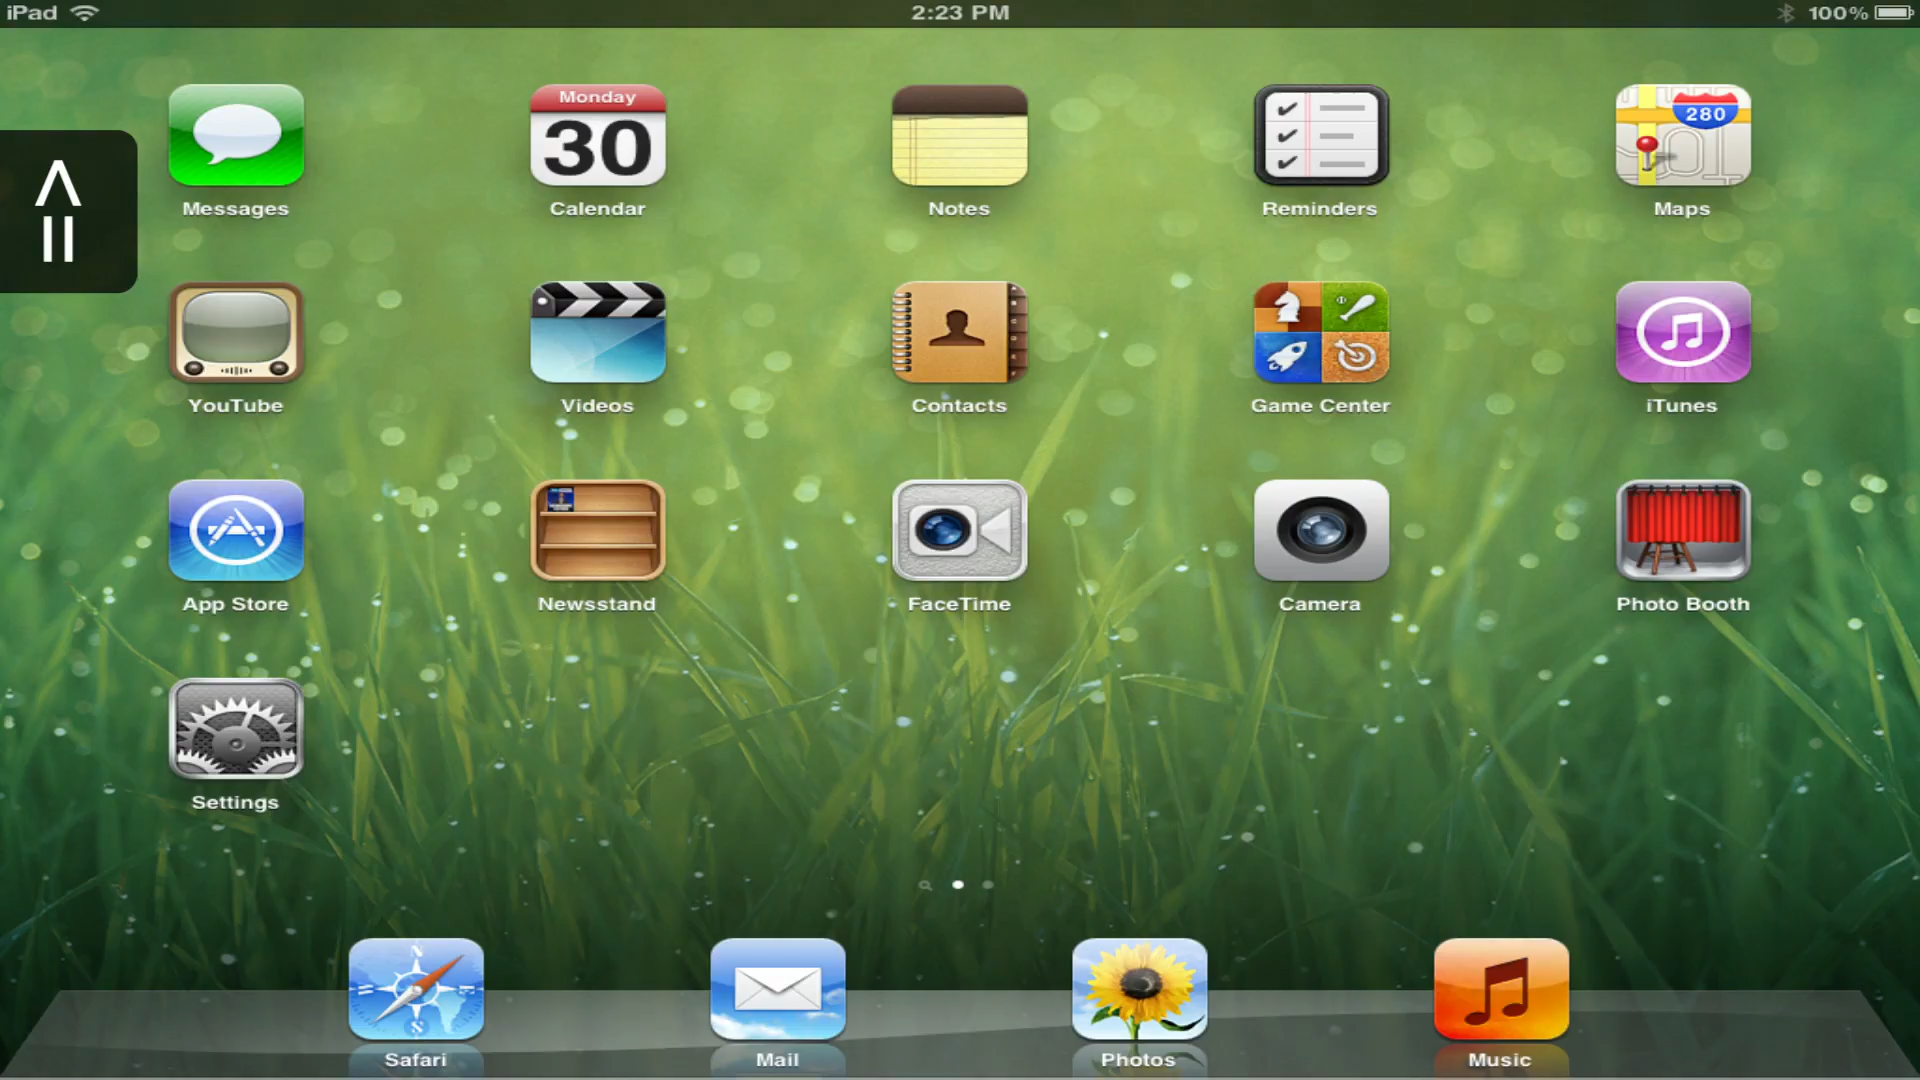 iPad 2:23 PM 100%
Monday
30
280
Messages Calendar Notes Reminders Maps
<
II
YouTube Videos Contacts Game Center iTunes
App Store Newsstand FaceTime Camera Photo Booth
Settings
N
S
Safari Mail Photos Music